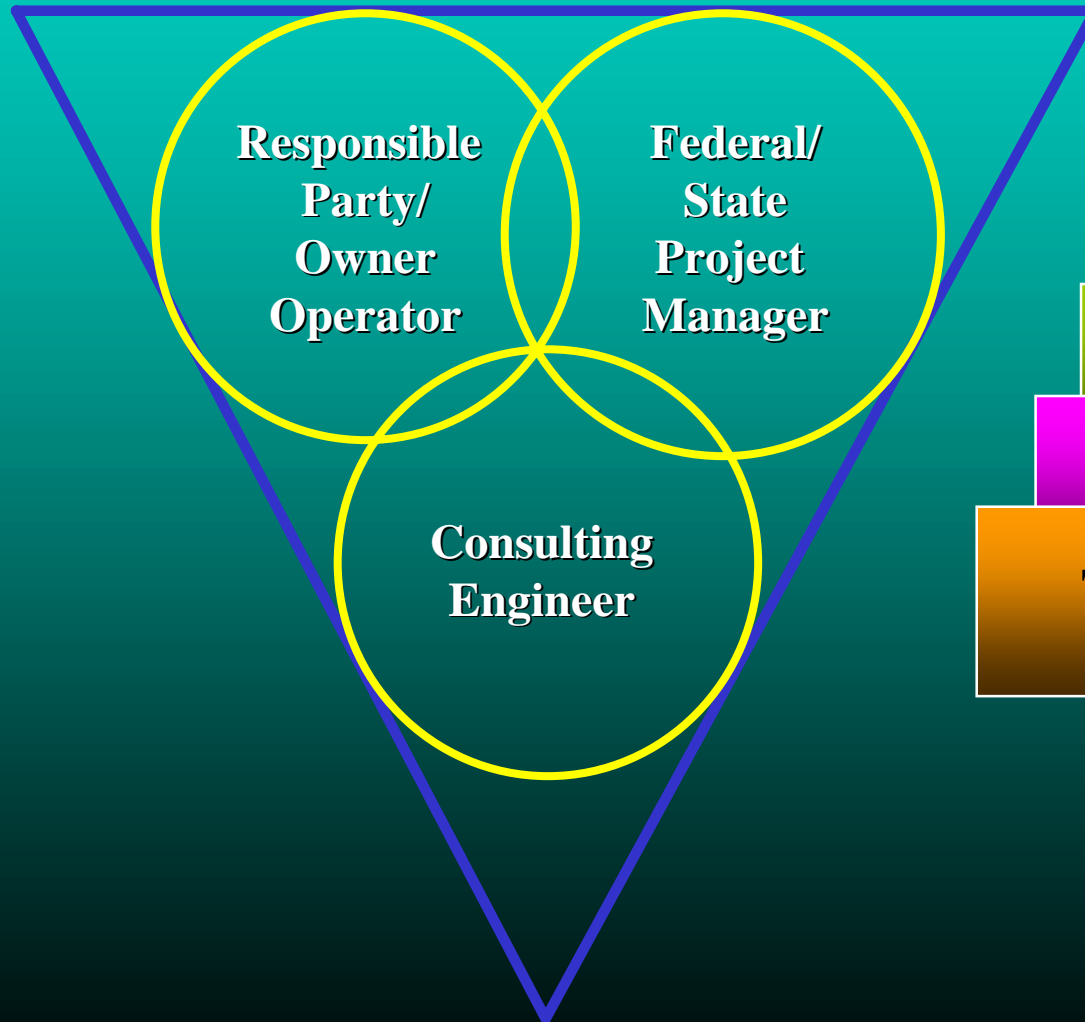 Responsible
Party/
Owner
Operator
Federal/
State
Project
Manager
Consulting
Engineer